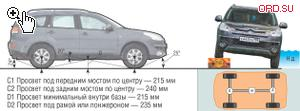 ORD.SU
C1 Просвет под передним мостом по центру — 215 мм
C2 Просвет под задним мостом по центру — 240 мм
D1 Просвет минимальный внутри базы — 215 мм
D2 Просвет под рамой или лонжероном — 235 мм